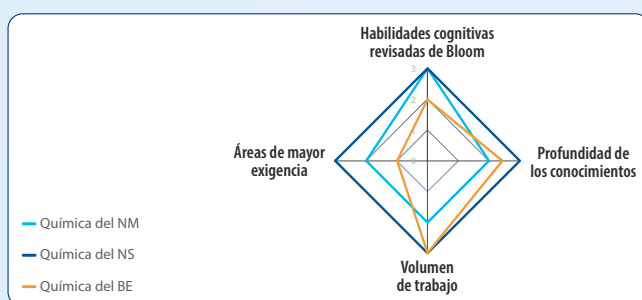 Habilidades cognitivas
revisadas de Bloom
3
2
1
0
Áreas de mayor
exigencia
Profundidad de
los conocimientos
Química del NM
Química del NS
Química del BE
Volumen
de trabajo